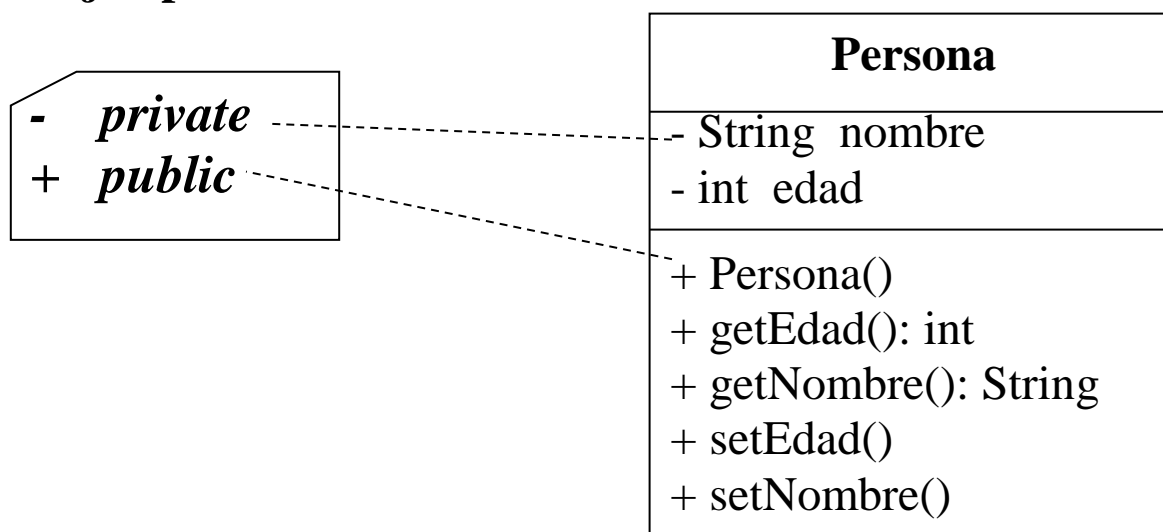 - private
+ public
Persona
- String nombre
- int edad
+ Persona()
+ getEdad(): int
+ getNombre(): String
+ setEdad()
+ setNombre()